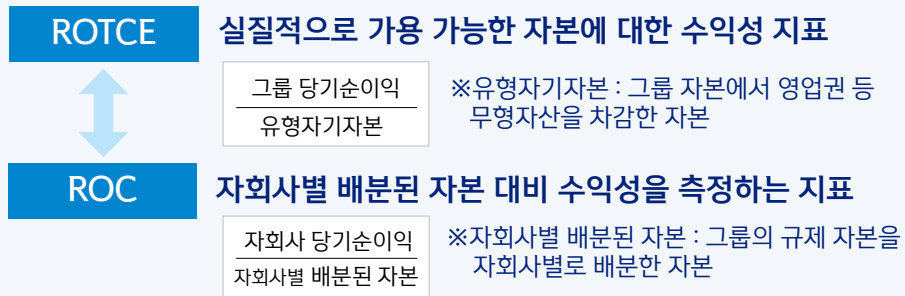 ROTCE
실질적으로 가용 가능한 자본에 대한 수익성 지표
그룹 당기순이익
유형자기자본
※유형자기자본 : 그룹 자본에서 영업권 등
무형자산을 차감한 자본
ROC
자회사별 배분된 자본 대비 수익성을 측정하는 지표
자회사 당기순이익
자회사별 배분된 자본
※자회사별 배분된 자본 : 그룹의 규제 자본을
자회사별로 배분한 자본